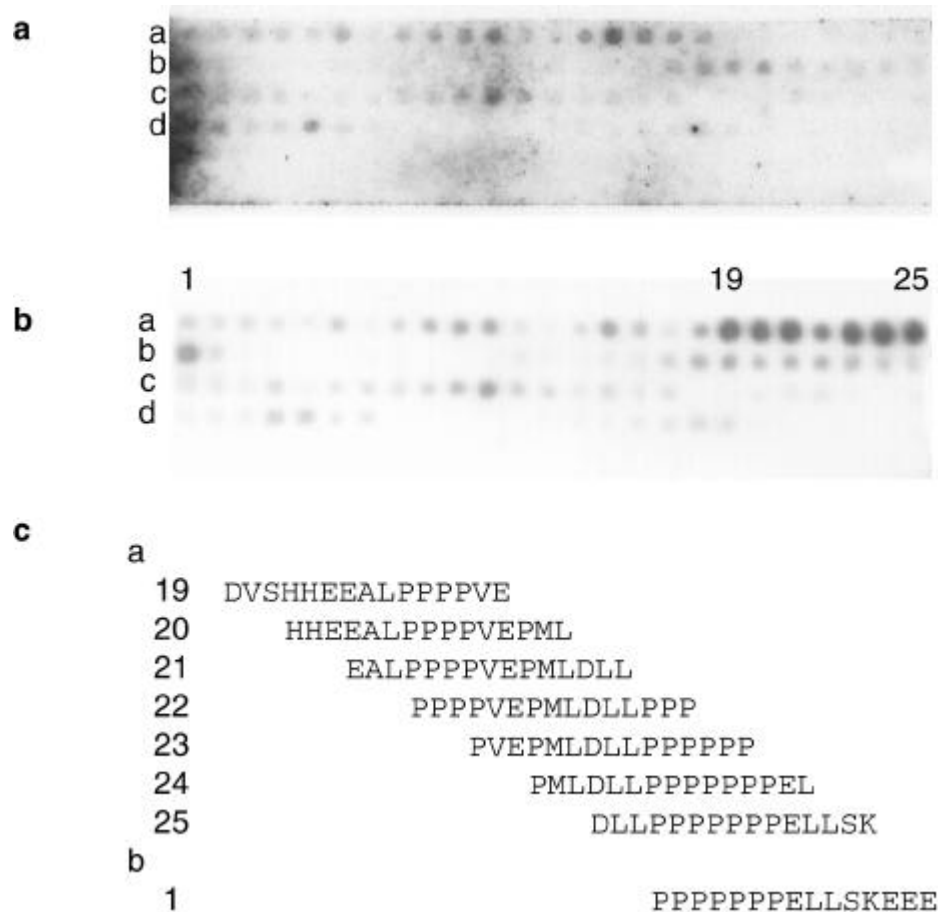 a
a
b
c
d
1 19 25
b
a
b
c
d
c
a
19 DVSHHEEALPPPPVE
20 HHEEALPPPPVEPML
21 EALPPPPVEPMLDLL
22 PPPPVEPMLDLLPPP
23 PVEPMLDLLPPPPPP
24 PMLDLLPPPPPPPEL
25 DLLPPPPPPPELLSK
b
1 PPPPPPPELLSKEEE